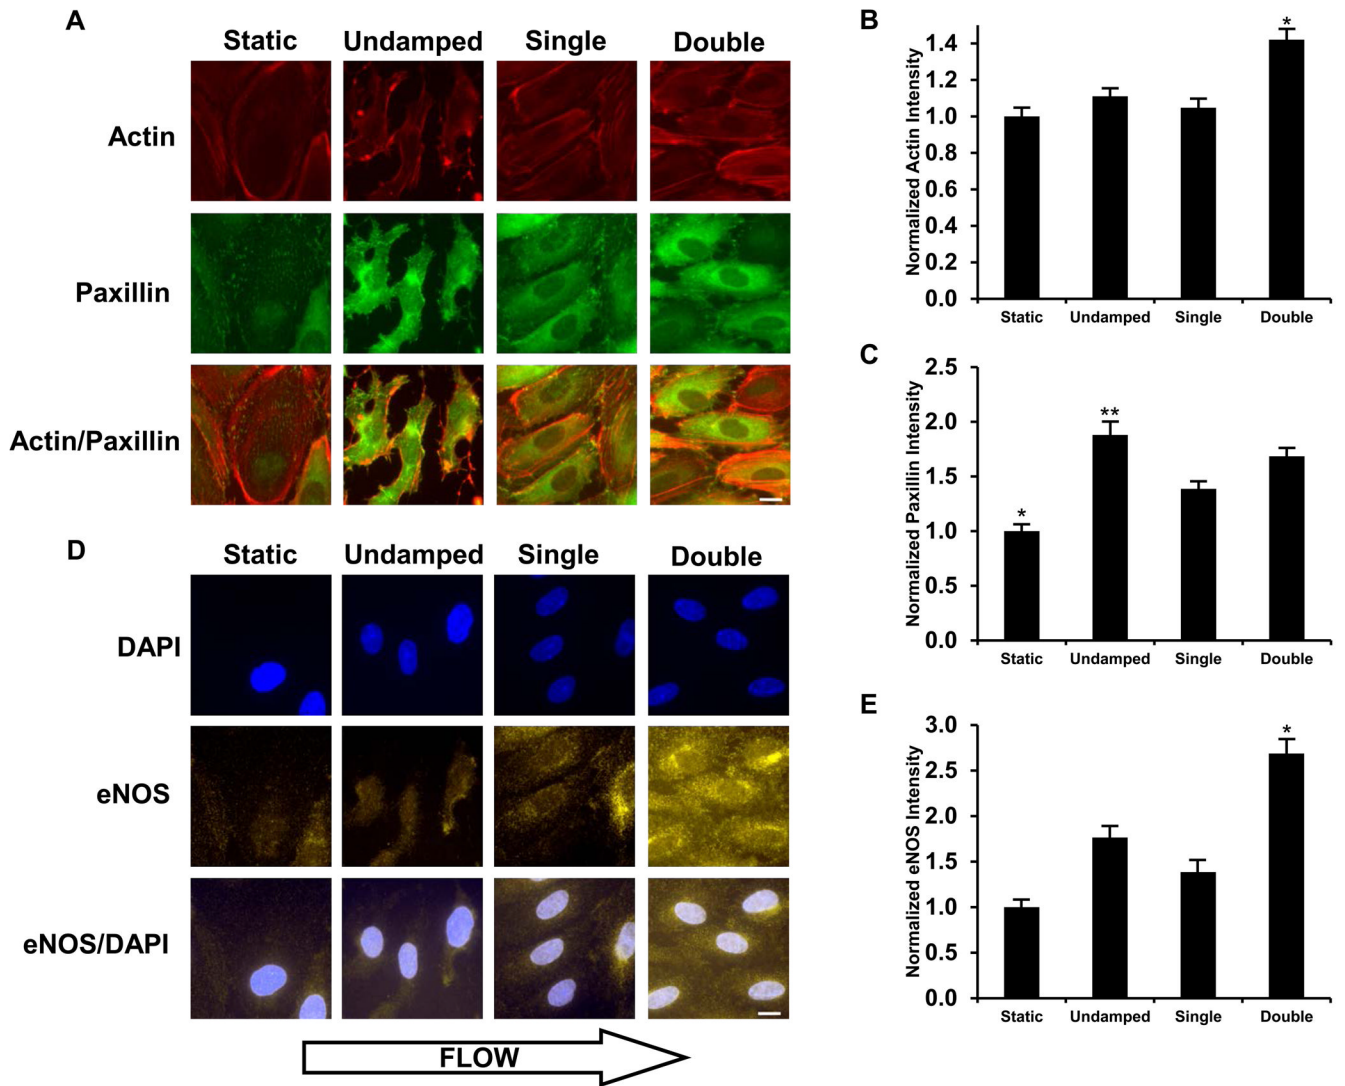 A
Static Undamped Single Double
Actin
Paxillin
Actin/Paxillin
B
Normalized Actin Intensity
1.4
1.2
1.0
0.8
0.6
0.4
0.2
0.0
*
Static Undamped Single Double
C
Normalized Paxillin Intensity
2.5
2.0
1.5
1.0
0.5
0.0
*
**
Static Undamped Single Double
D
Static Undamped Single Double
DAPI
eNOS
eNOS/DAPI
FLOW
E
Normalized eNOS Intensity
3.0
2.5
2.0
1.5
1.0
0.5
0.0
*
Static Undamped Single Double